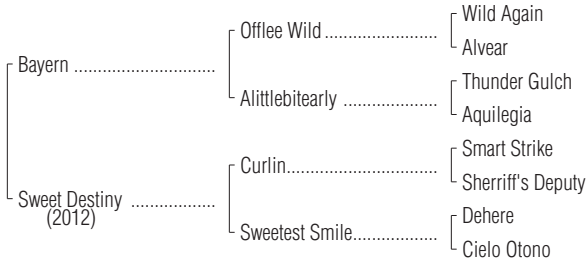 Wild Again
Offlee Wild
Alvear
Bayern
Thunder Gulch
Alittlebitearly
Aquilegia
Smart Strike
Curlin
Sherriff's Deputy
Sweet Destiny
(2012)
Dehere
Sweetest Smile
Cielo Otono